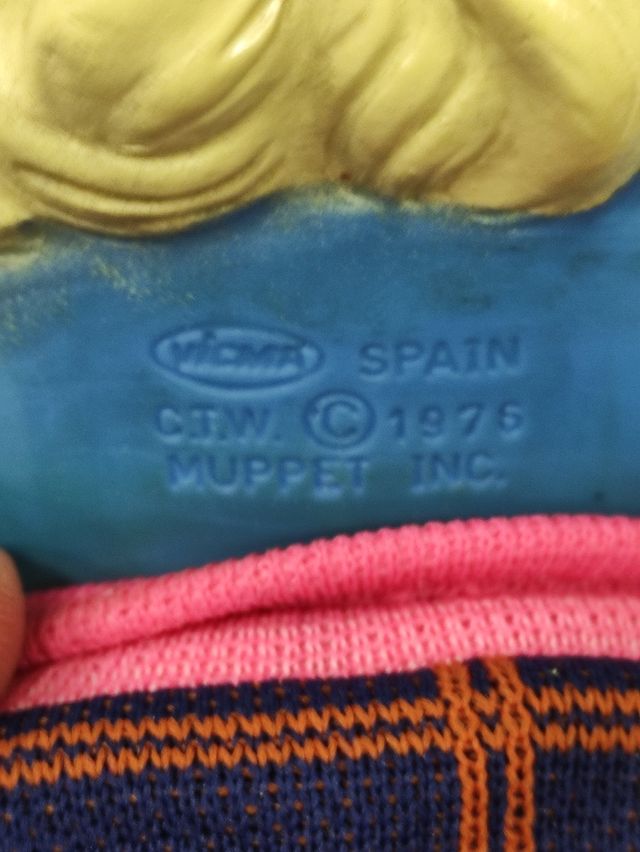 VICMA SPAIN
C.T.W. © 1976
MUPPET INC.